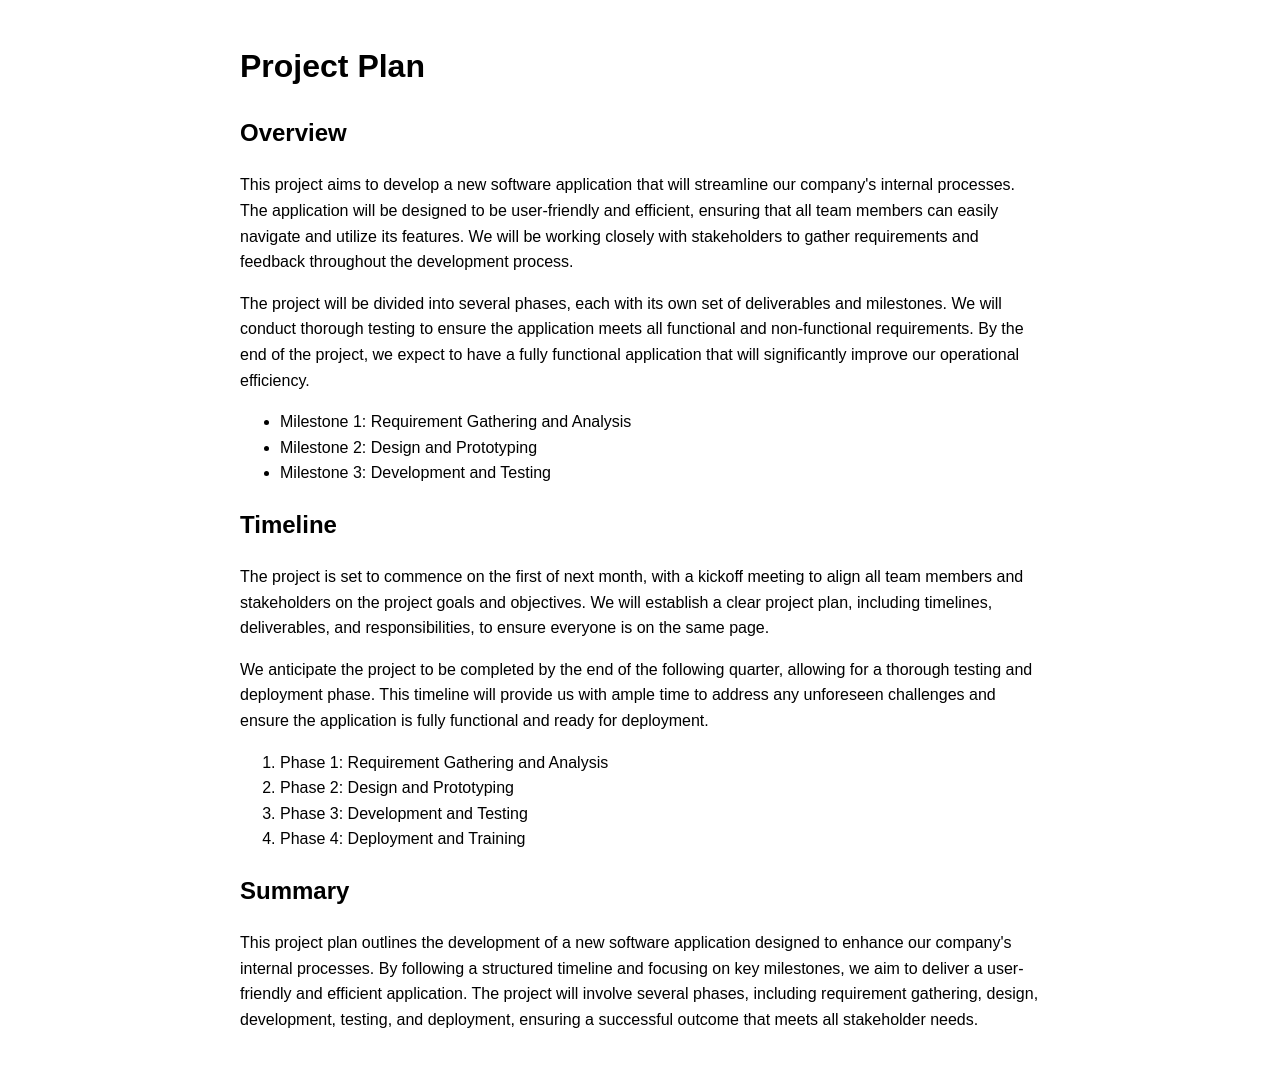 Project Plan
Overview
This project aims to develop a new software application that will streamline our company's internal processes.
The application will be designed to be user-friendly and efficient, ensuring that all team members can easily
navigate and utilize its features. We will be working closely with stakeholders to gather requirements and
feedback throughout the development process.
The project will be divided into several phases, each with its own set of deliverables and milestones. We will
conduct thorough testing to ensure the application meets all functional and non-functional requirements. By the
end of the project, we expect to have a fully functional application that will significantly improve our operational
efficiency.
• Milestone 1: Requirement Gathering and Analysis
• Milestone 2: Design and Prototyping
• Milestone 3: Development and Testing
Timeline
The project is set to commence on the first of next month, with a kickoff meeting to align all team members and
stakeholders on the project goals and objectives. We will establish a clear project plan, including timelines,
deliverables, and responsibilities, to ensure everyone is on the same page.
We anticipate the project to be completed by the end of the following quarter, allowing for a thorough testing and
deployment phase. This timeline will provide us with ample time to address any unforeseen challenges and
ensure the application is fully functional and ready for deployment.
1. Phase 1: Requirement Gathering and Analysis
2. Phase 2: Design and Prototyping
3. Phase 3: Development and Testing
4. Phase 4: Deployment and Training
Summary
This project plan outlines the development of a new software application designed to enhance our company's
internal processes. By following a structured timeline and focusing on key milestones, we aim to deliver a user-
friendly and efficient application. The project will involve several phases, including requirement gathering, design,
development, testing, and deployment, ensuring a successful outcome that meets all stakeholder needs.